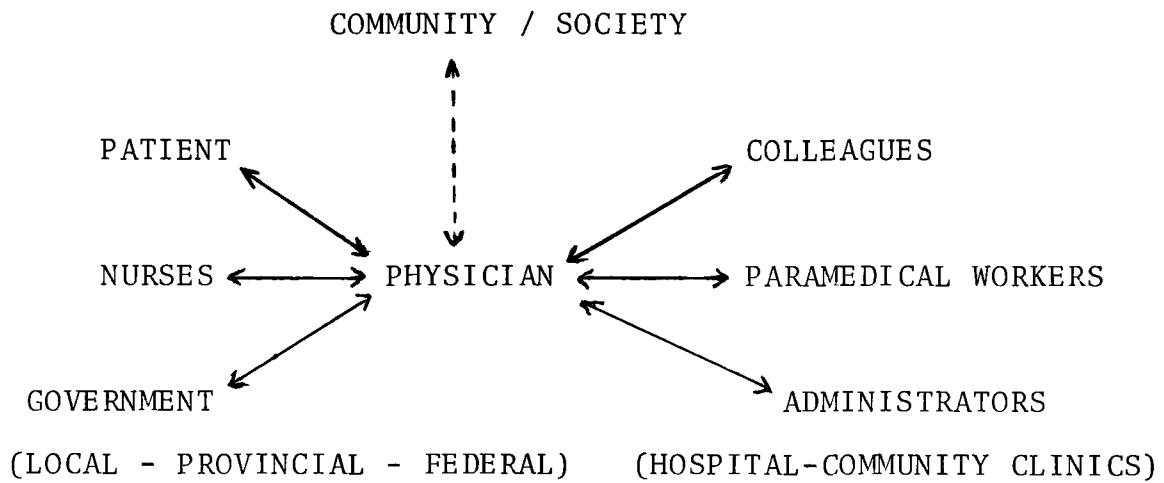 COMMUNITY / SOCIETY
PATIENT COLLEAGUES
NURSES PHYSICIAN PARAMEDICAL WORKERS
GOVERNMENT ADMINISTRATORS
(LOCAL - PROVINCIAL - FEDERAL) (HOSPITAL-COMMUNITY CLINICS)